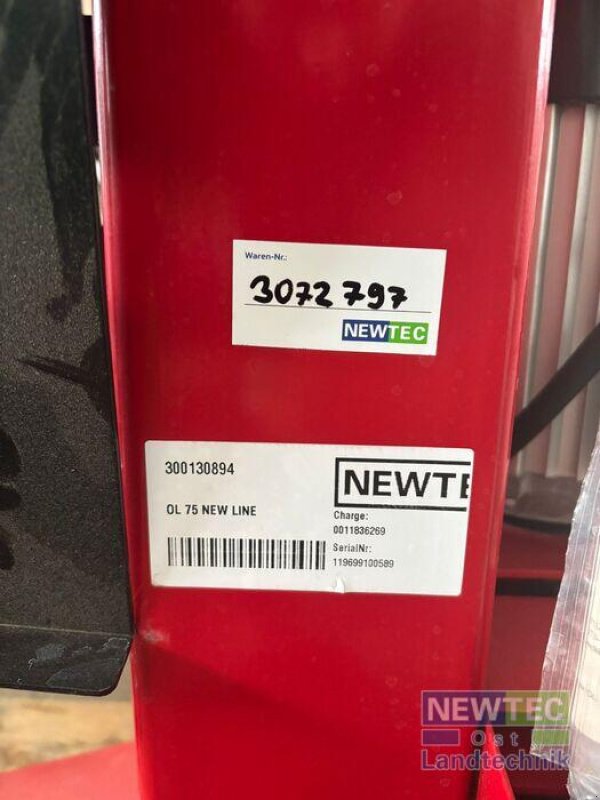 Waren-Nr.:
3072797
NEWTEC
300130894
NEWTE
OL 75 NEW LINE
Charge:
0011836269
SerialNr:
119699100589
NEWTEC
Ost
Landtechnik